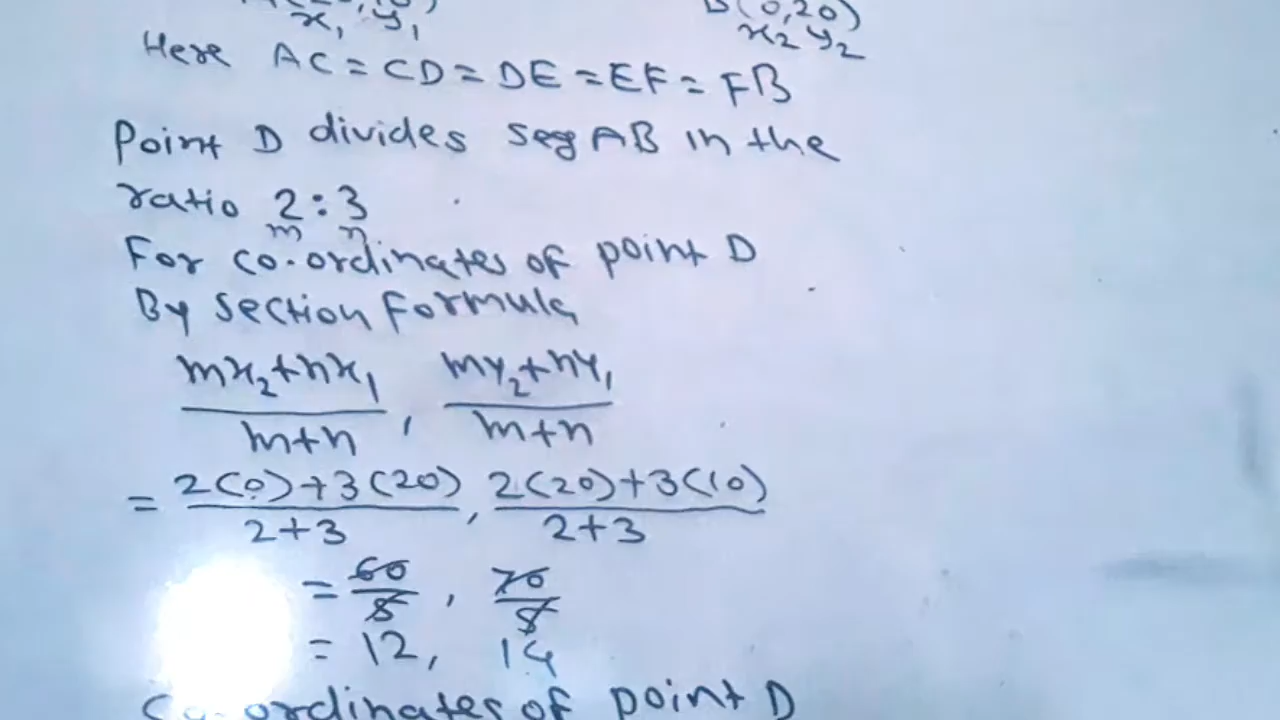 B(0,20)
x₁ y₁ x₂ y₂
Here AC = CD = DE = EF = FB
Point D divides seg AB in the
ratio 2:3
m n
For co-ordinates of point D
By section formula
mx₂+nx₁ / m+n , my₂+ny₁ / m+n
= 2(0)+3(20) / 2+3 , 2(20)+3(10) / 2+3
= 60/5 , 70/5
= 12, 14
Co-ordinates of point D